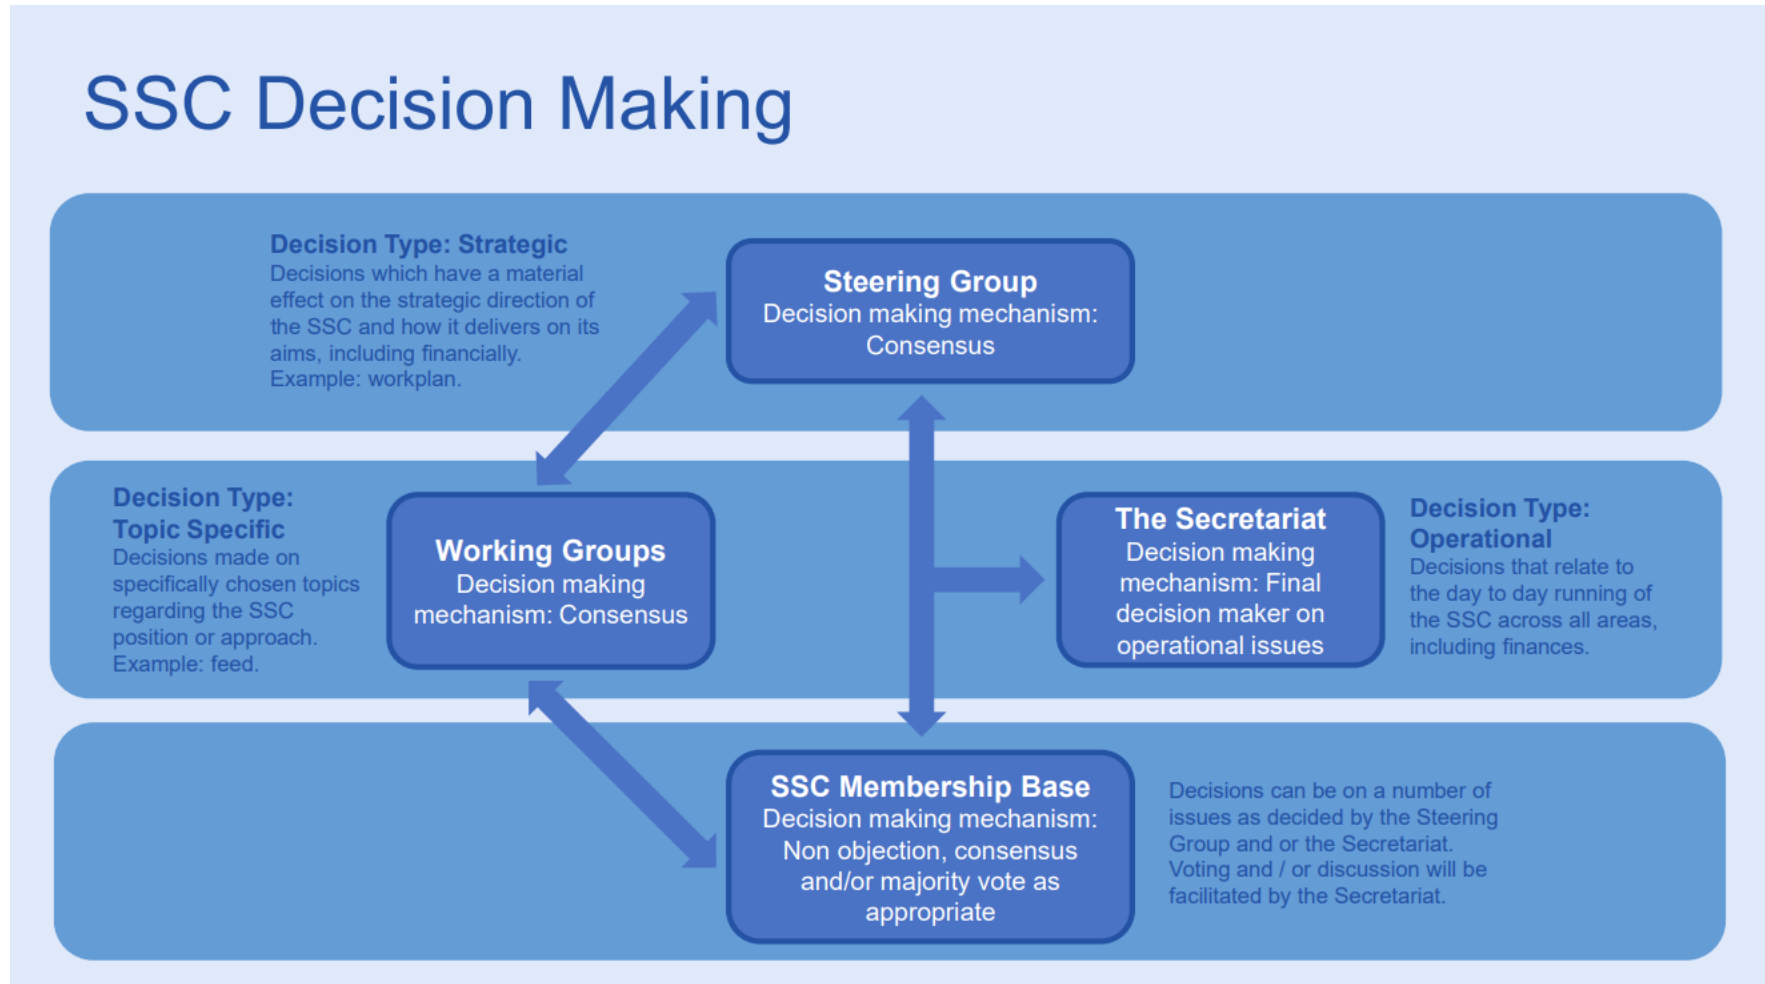 SSC Decision Making
Decision Type: Strategic
Decisions which have a material
effect on the strategic direction of
the SSC and how it delivers on its
aims, including financially.
Example: workplan.
Steering Group
Decision making mechanism:
Consensus
Decision Type:
Topic Specific
Decisions made on
specifically chosen topics
regarding the SSC
position or approach.
Example: feed.
Working Groups
Decision making
mechanism: Consensus
The Secretariat
Decision making
mechanism: Final
decision maker on
operational issues
Decision Type:
Operational
Decisions that relate to
the day to day running of
the SSC across all areas,
including finances.
SSC Membership Base
Decision making mechanism:
Non objection, consensus
and/or majority vote as
appropriate
Decisions can be on a number of
issues as decided by the Steering
Group and or the Secretariat.
Voting and / or discussion will be
facilitated by the Secretariat.